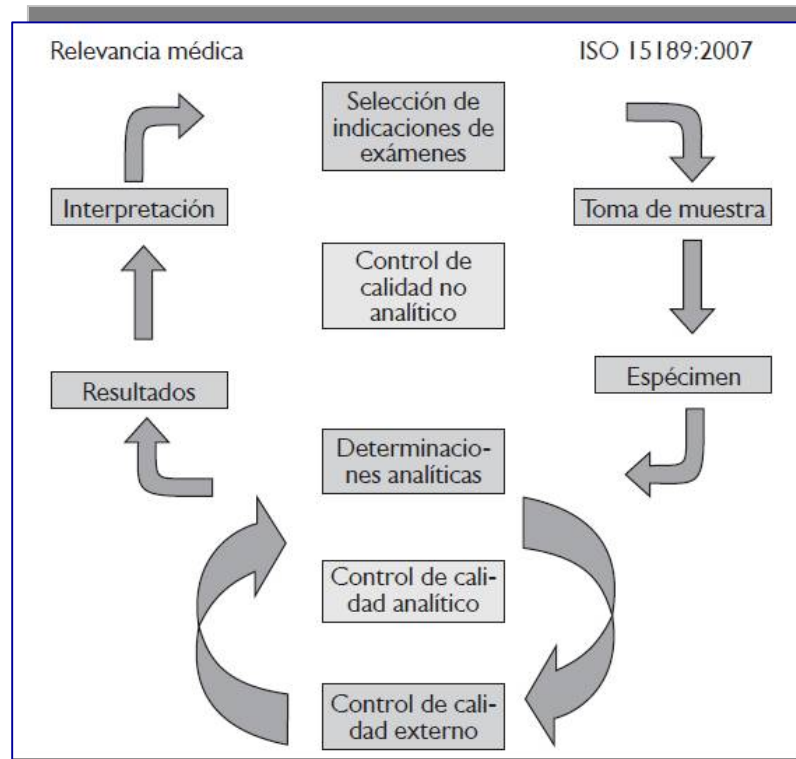 Relevancia médica
ISO 15189:2007
Selección de
indicaciones de
exámenes
Interpretación
Toma de muestra
Control de
calidad no
analítico
Resultados
Espécimen
Determinacio-
nes analíticas
Control de cali-
dad analítico
Control de cali-
dad externo